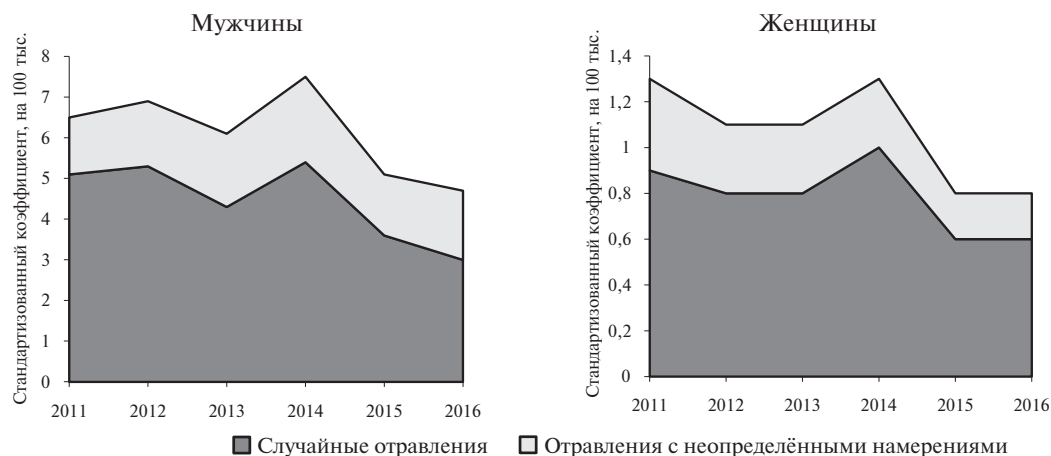 Мужчины
Стандартизованный коэффициент, на 100 тыс.
8
7
6
5
4
3
2
1
0
2011 2012 2013 2014 2015 2016
Женщины
Стандартизованный коэффициент, на 100 тыс.
1,4
1,2
1
0,8
0,6
0,4
0,2
0
2011 2012 2013 2014 2015 2016
Случайные отравления Отравления с неопределёнными намерениями